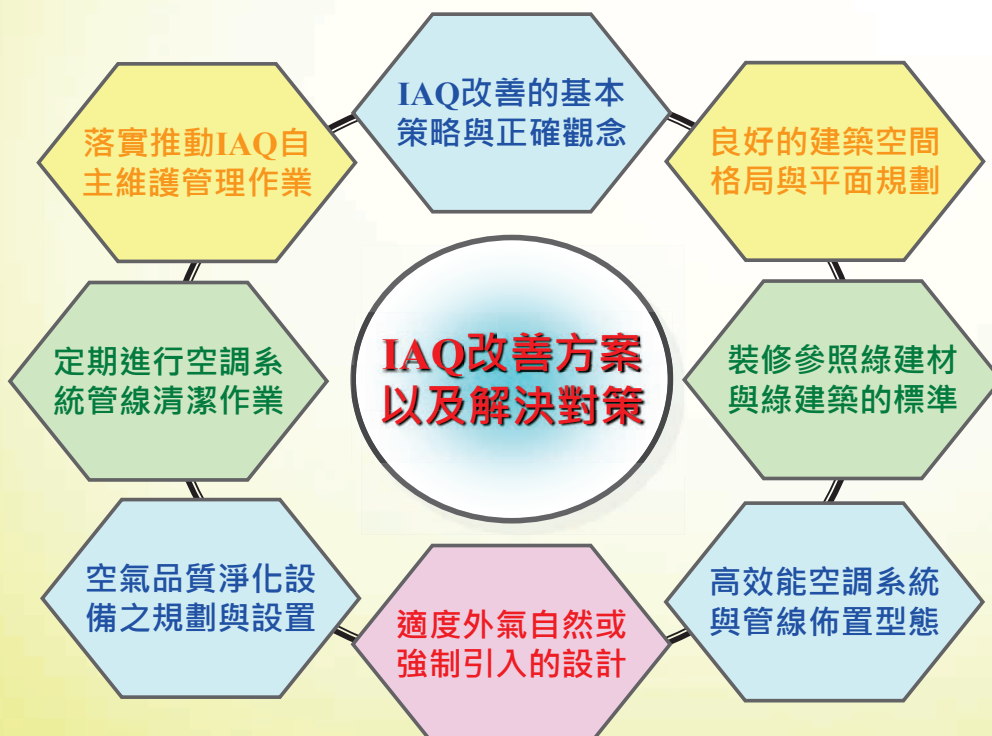 IAQ改善的基本
策略與正確觀念
落實推動IAQ自
主維護管理作業
良好的建築空間
格局與平面規劃
IAQ改善方案
以及解決對策
定期進行空調系
統管線清潔作業
裝修參照綠建材
與綠建築的標準
空氣品質淨化設
備之規劃與設置
適度外氣自然或
強制引入的設計
高效能空調系統
與管線佈置型態